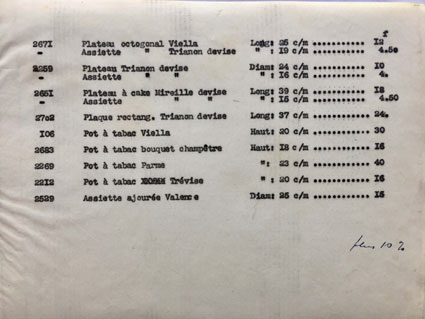 f
2671 Plateau octogonal Viella Long: 25 c/m ............ 12
- Assiette " Trianon devise " : 19 c/m ............ 4.50
2259 Plateau Trianon devise Diam: 24 c/m ............ 10
- Assiette " " " : 16 c/m ............ 4.
2651 Plateau à cake Mireille devise Long: 39 c/m ............ 18
- Assiette " " " : 15 c/m ............ 4.50
2702 Plaque rectang. Trianon devise Long: 37 c/m ............ 24.
106 Pot à tabac Viella Haut: 20 c/m ............ 30
2683 Pot à tabac bouquet champêtre Haut: 18 c/m ............ 16
2269 Pot à tabac Parme " : 23 c/m ............ 40
2212 Pot à tabac Trévise " : 20 c/m ............ 16
2529 Assiette ajourée Valence Diam: 25 c/m ............ 15
plus 10 %